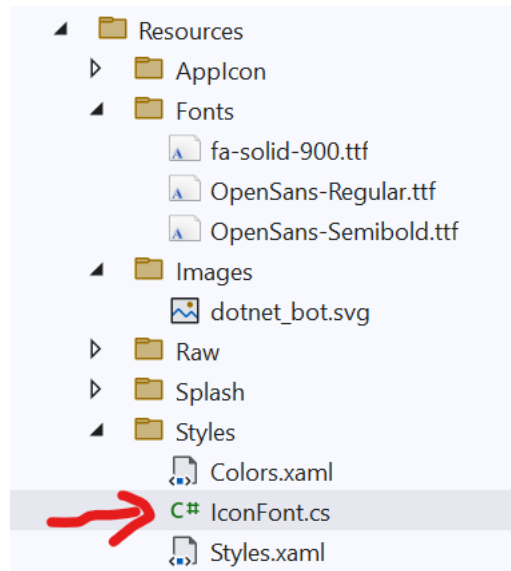 Resources
AppIcon
Fonts
fa-solid-900.ttf
OpenSans-Regular.ttf
OpenSans-Semibold.ttf
Images
dotnet_bot.svg
Raw
Splash
Styles
Colors.xaml
C# IconFont.cs
Styles.xaml